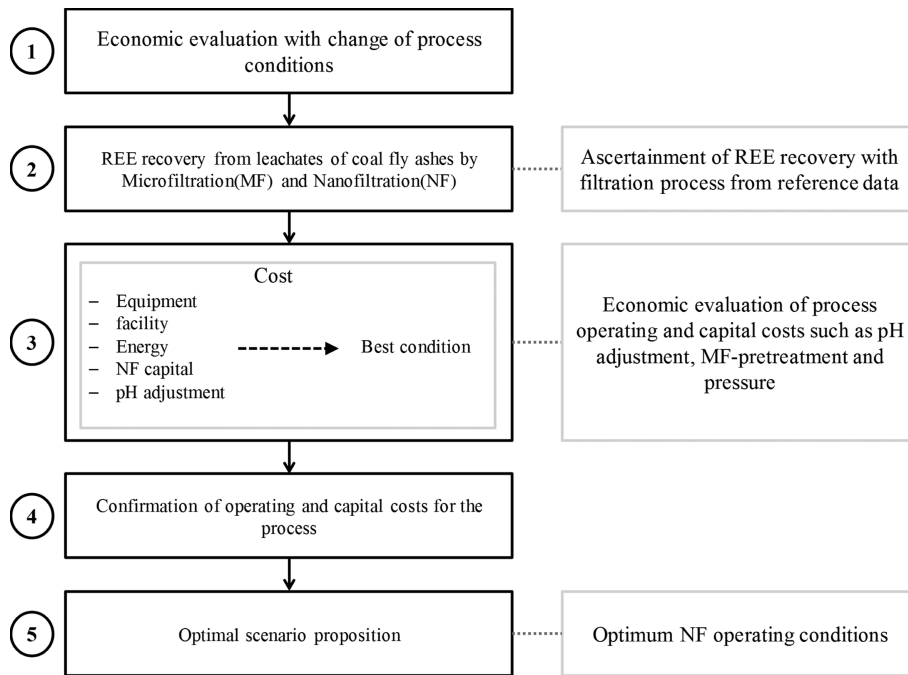 1
Economic evaluation with change of process
conditions
2
REE recovery from leachates of coal fly ashes by
Microfiltration(MF) and Nanofiltration(NF)
Ascertainment of REE recovery with
filtration process from reference data
3
Cost
– Equipment
– facility
– Energy
– NF capital
– pH adjustment
Best condition
Economic evaluation of process
operating and capital costs such as pH
adjustment, MF-pretreatment and
pressure
4
Confirmation of operating and capital costs for the
process
5
Optimal scenario proposition
Optimum NF operating conditions